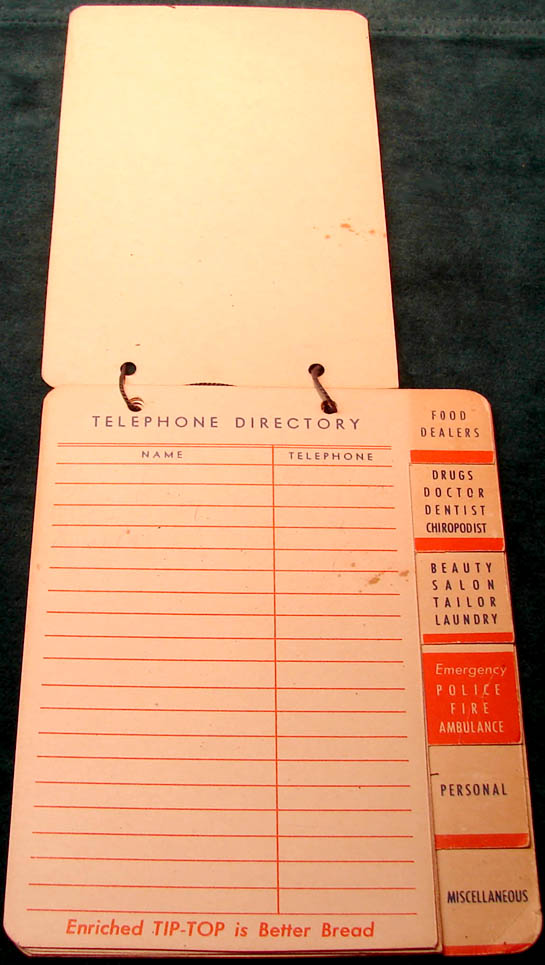 TELEPHONE DIRECTORY
NAME TELEPHONE
Enriched TIP-TOP is Better Bread
FOOD
DEALERS
DRUGS
DOCTOR
DENTIST
CHIROPODIST
BEAUTY
SALON
TAILOR
LAUNDRY
Emergency
POLICE
FIRE
AMBULANCE
PERSONAL
MISCELLANEOUS